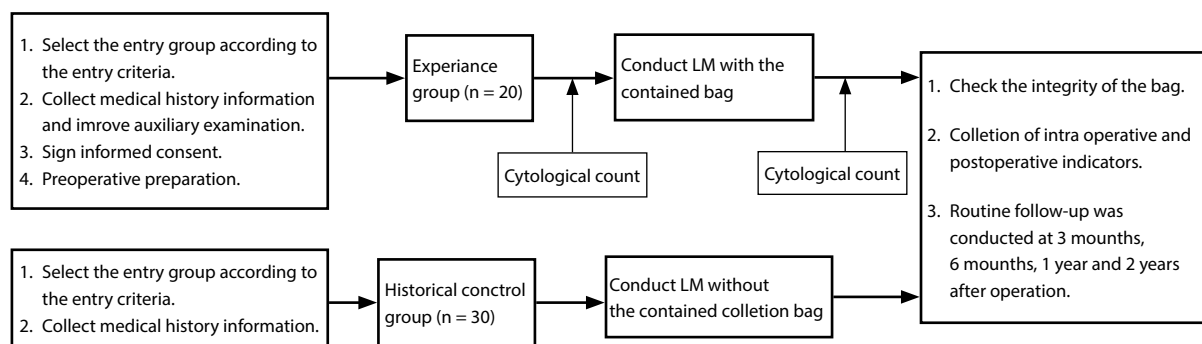 1. Select the entry group according to
the entry criteria.
2. Collect medical history information
and imrove auxiliary examination.
3. Sign informed consent.
4. Preoperative preparation.
Experiance
group (n = 20)
Cytological count
Conduct LM with the
contained bag
Cytological count
1. Select the entry group according to
the entry criteria.
2. Collect medical history information.
Historical conctrol
group (n = 30)
Conduct LM without
the contained colletion bag
1. Check the integrity of the bag.
2. Colletion of intra operative and
postoperative indicators.
3. Routine follow-up was
conducted at 3 mounths,
6 mounths, 1 year and 2 years
after operation.